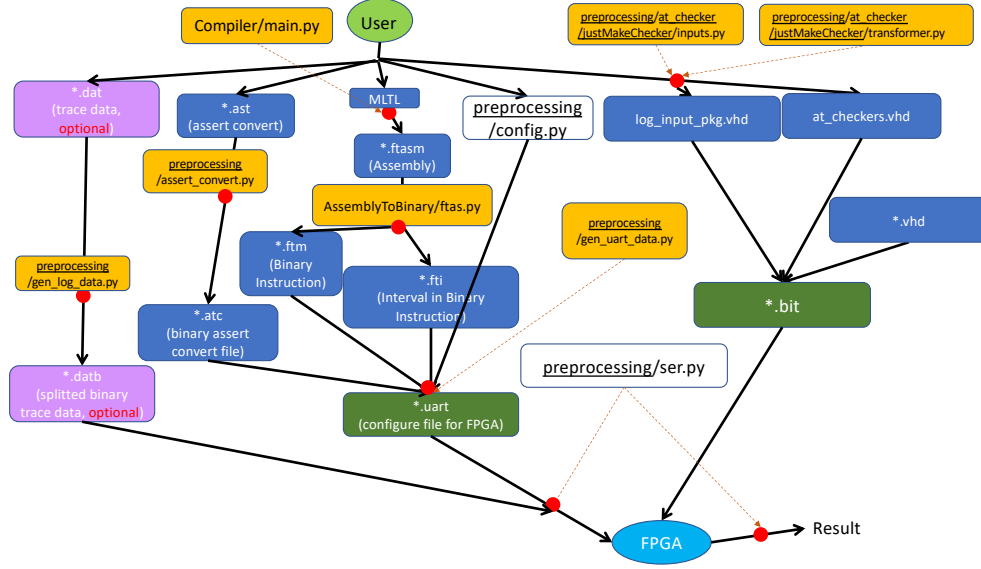 User
Compiler/main.py
preprocessing/at_checker
/justMakeChecker/inputs.py
preprocessing/at_checker
/justMakeChecker/transformer.py
*.dat
(trace data,
optional)
*.ast
(assert convert)
MLTL
preprocessing
/config.py
log_input_pkg.vhd
at_checkers.vhd
*.ftasm
(Assembly)
preprocessing
/assert_convert.py
AssemblyToBinary/ftas.py
preprocessing
/gen_uart_data.py
*.vhd
*.ftm
(Binary
Instruction)
preprocessing
/gen_log_data.py
*.fti
(Interval in Binary
Instruction)
*.bit
*.atc
(binary assert
convert file)
preprocessing/ser.py
*.datb
(splitted binary
trace data, optional)
*.uart
(configure file for FPGA)
FPGA
Result